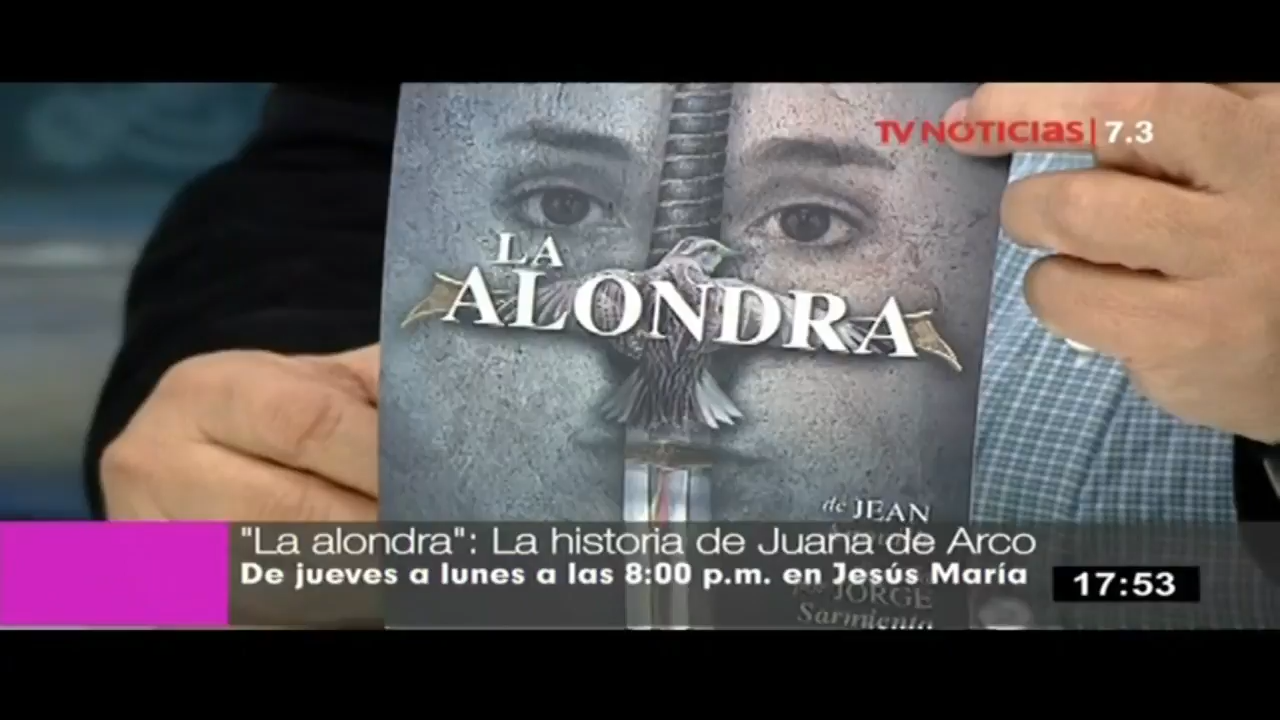 TV NOTICIAS | 7.3
LA
ALONDRA
de JEAN
"La alondra": La historia de Juana de Arco
De jueves a lunes a las 8:00 p.m. en Jesús María
17:53
JORGE
Sarmiento